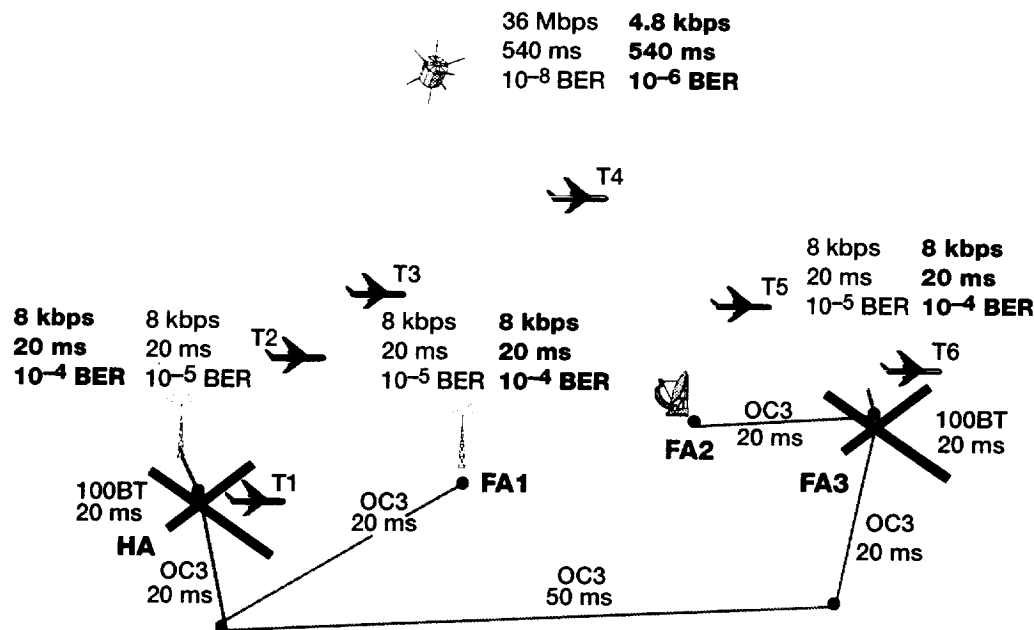 36 Mbps 4.8 kbps
540 ms 540 ms
10–8 BER 10–6 BER
T4
8 kbps 8 kbps
20 ms 20 ms
10–5 BER 10–4 BER
T3
T5
8 kbps 8 kbps
20 ms 20 ms
10–4 BER 10–5 BER
T2
8 kbps 8 kbps
20 ms 20 ms
10–5 BER 10–4 BER
T6
OC3
20 ms
FA2
100BT
20 ms
FA3
T1
100BT
20 ms
HA
FA1
OC3
20 ms
OC3
20 ms
OC3
20 ms
OC3
50 ms